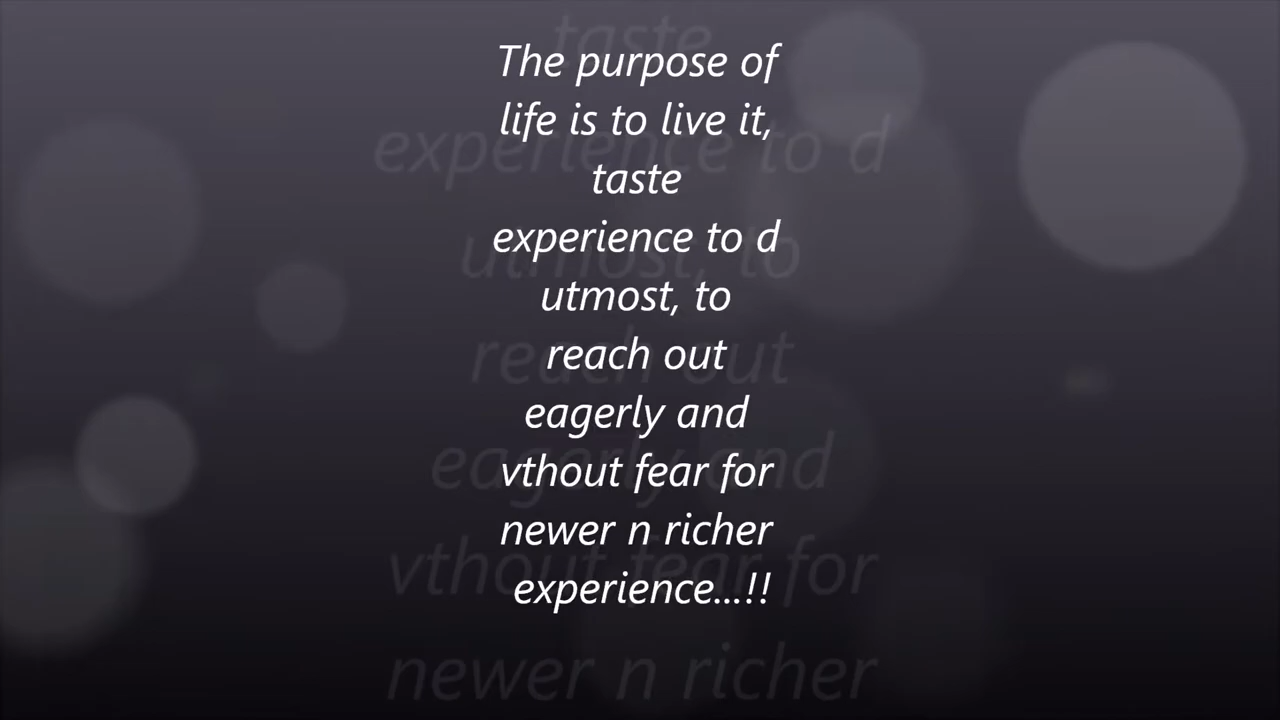 The purpose of
life is to live it,
taste
experience to d
utmost, to
reach out
eagerly and
vthout fear for
newer n richer
experience...!!